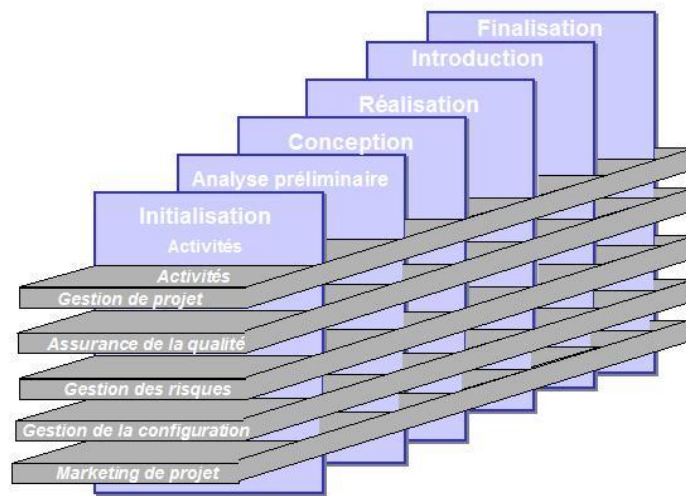 Finalisation
Introduction
Réalisation
Conception
Analyse préliminaire
Initialisation
Activités
Activités
Gestion de projet
Assurance de la qualité
Gestion des risques
Gestion de la configuration
Marketing de projet